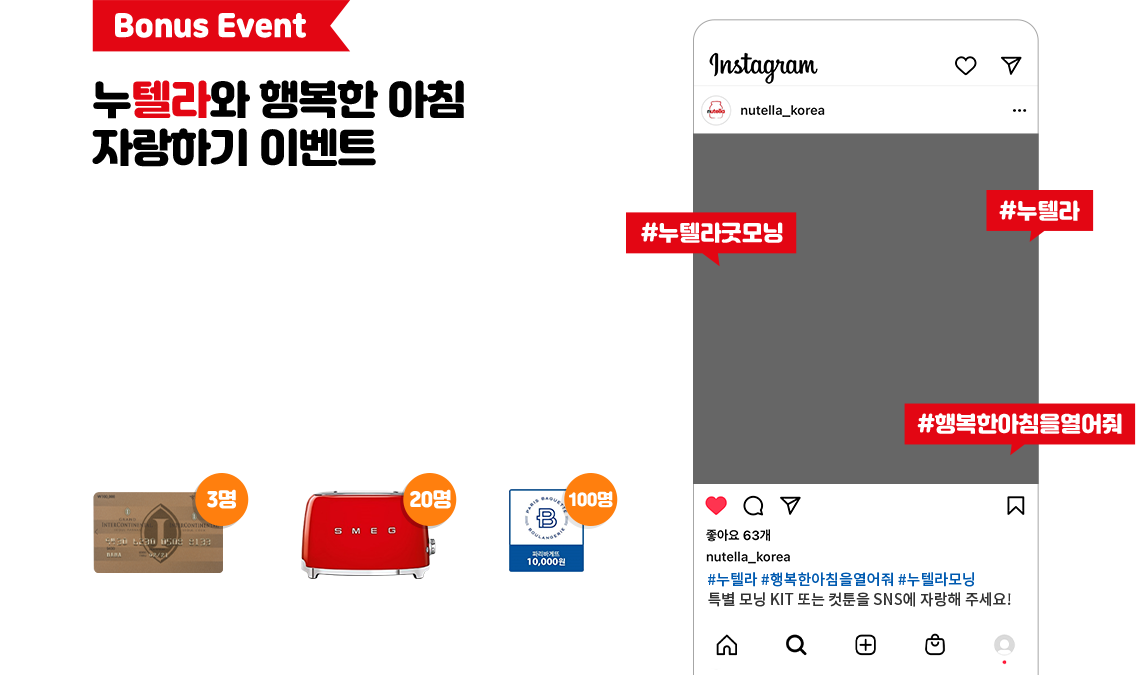 Bonus Event
누텔라와 행복한 아침
자랑하기 이벤트
3명
INTERCONTINENTAL
SMEG
20명
PARIS BAGUETTE
BOULANGERIE
파리바게뜨
10,000원
100명
Instagram
nutella
nutella_korea
#누텔라
#누텔라굿모닝
#행복한아침을열어줘
좋아요 63개
nutella_korea
#누텔라 #행복한아침을열어줘 #누텔라모닝
특별 모닝 KIT 또는 컷툰을 SNS에 자랑해 주세요!